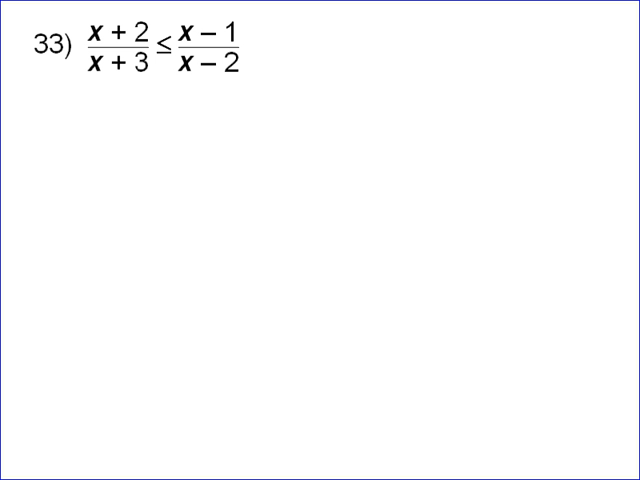 33) x + 2 / x + 3 ≤ x – 1 / x – 2